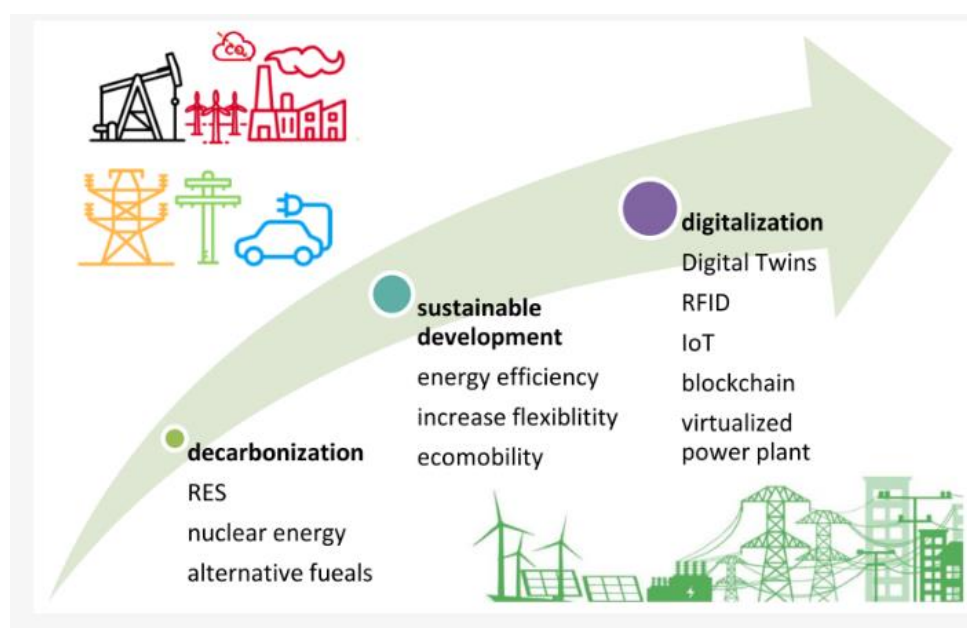 CO₂
digitalization
Digital Twins
RFID
IoT
blockchain
virtualized
power plant
sustainable
development
energy efficiency
increase flexiblitity
ecomobility
decarbonization
RES
nuclear energy
alternative fueals